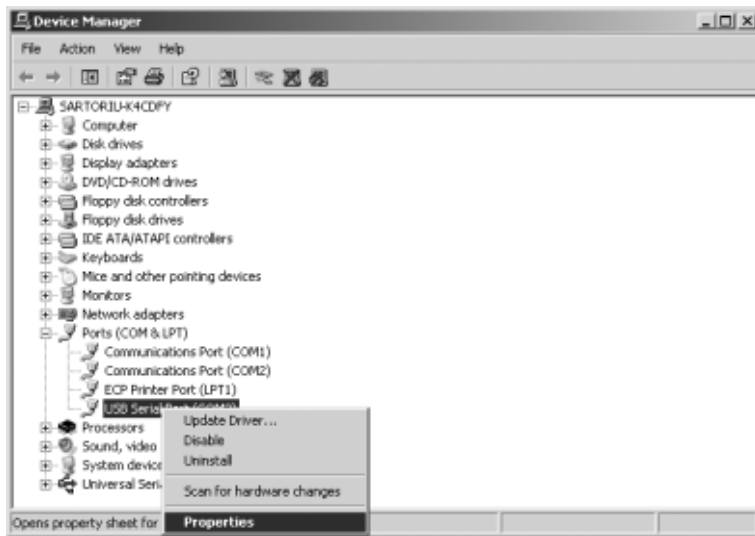 Device Manager
File Action View Help
SARTORIU-K4CDFY
Computer
Disk drives
Display adapters
DVD/CD-ROM drives
Floppy disk controllers
Floppy disk drives
IDE ATA/ATAPI controllers
Keyboards
Mice and other pointing devices
Monitors
Network adapters
Ports (COM & LPT)
Communications Port (COM1)
Communications Port (COM2)
ECP Printer Port (LPT1)
USB Serial
Update Driver...
Processors
Disable
Sound, video
Uninstall
System device
Universal Seri
Scan for hardware changes
Opens property sheet for
Properties